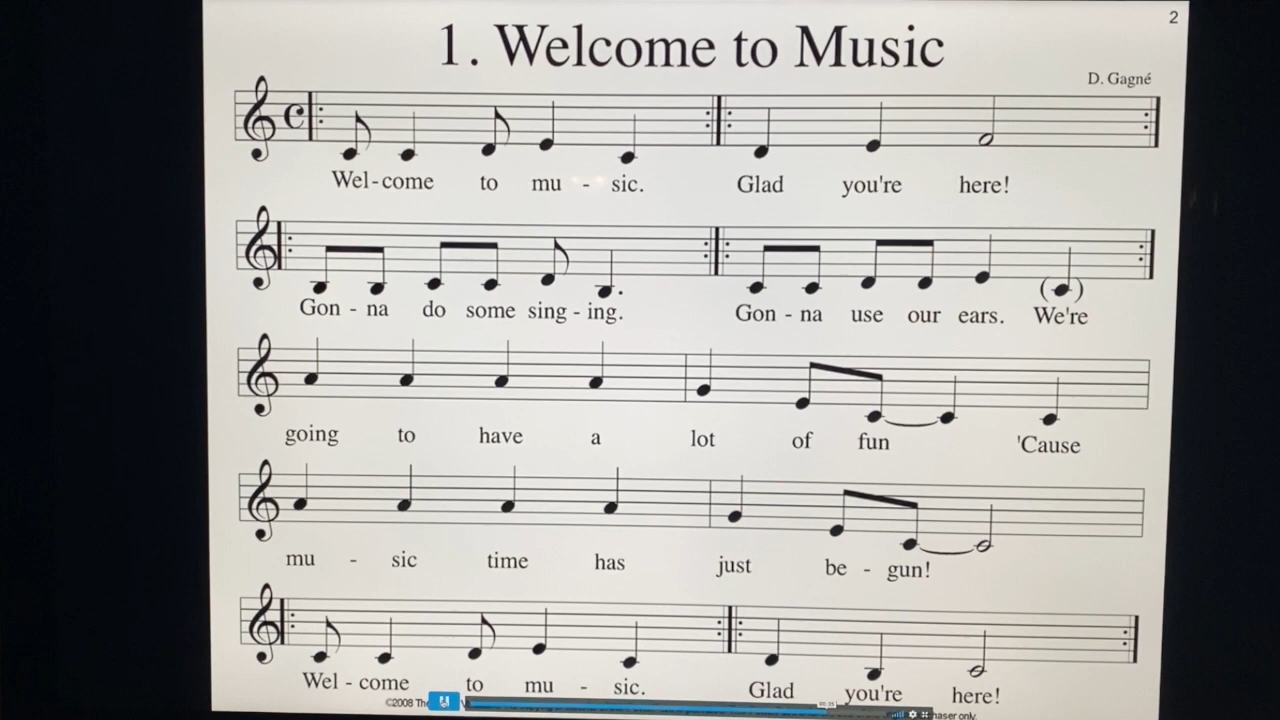 2
1. Welcome to Music
D. Gagné
Wel-come to mu - sic. Glad you're here!
Gon - na do some sing - ing. Gon - na use our ears. We're
going to have a lot of fun 'Cause
mu - sic time has just be - gun!
Wel - come to mu - sic. Glad you're here!
©2008 The
only.